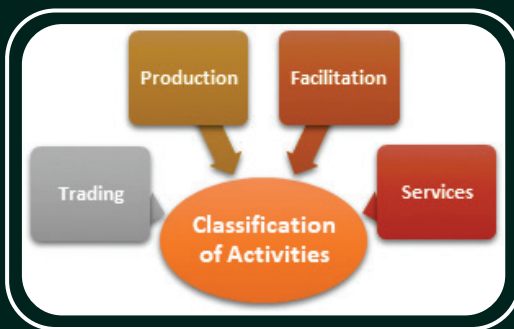 Production
Facilitation
Trading
Services
Classification
of Activities